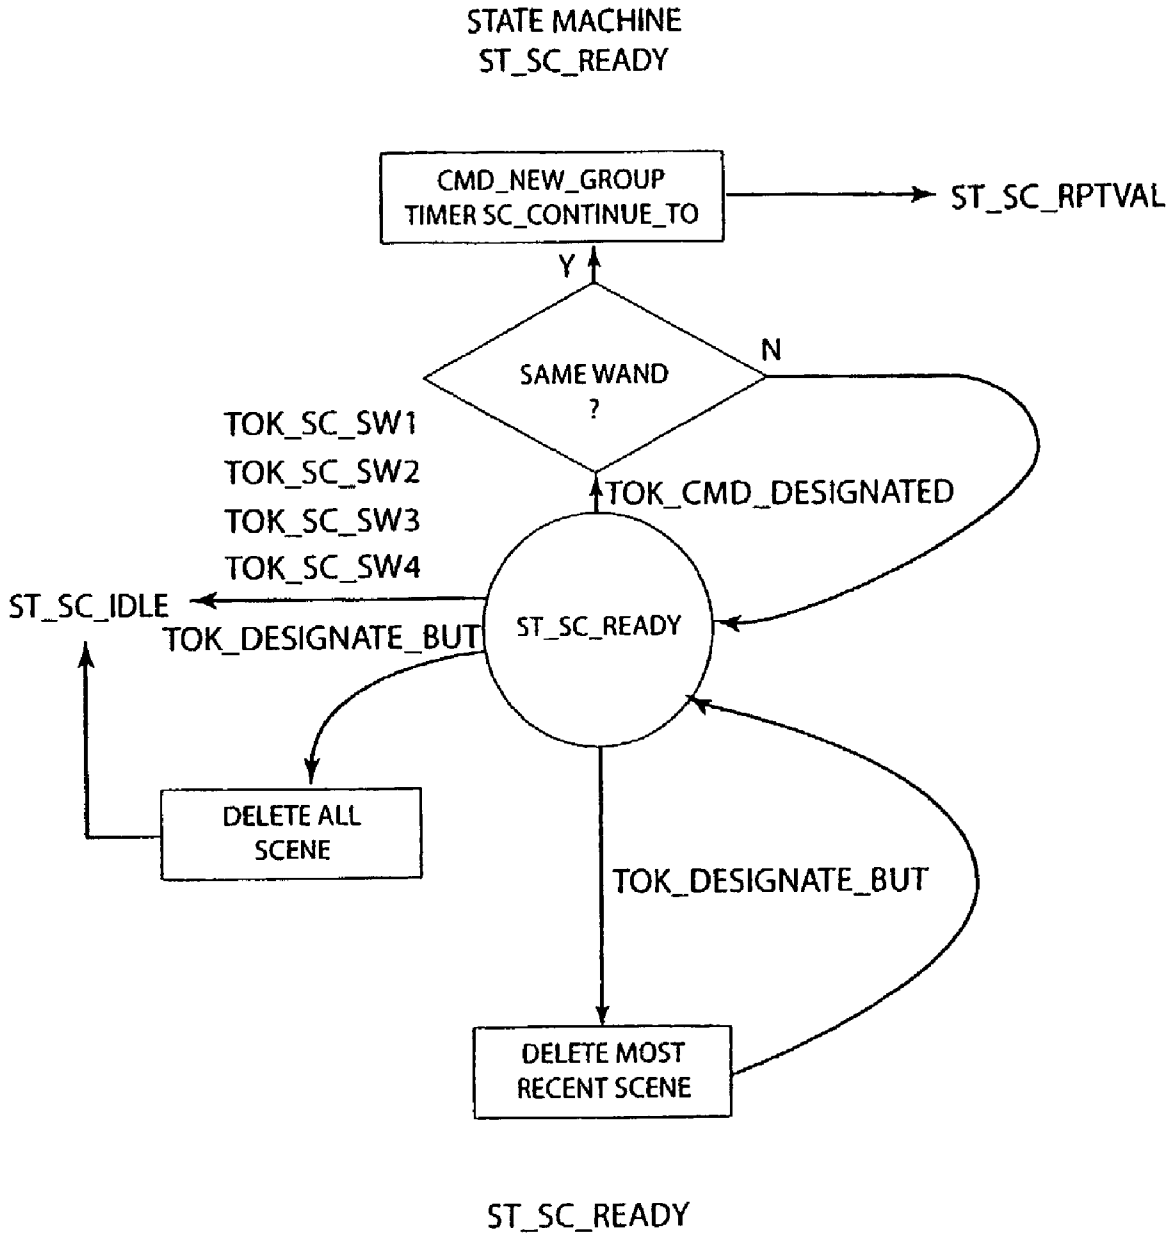 STATE MACHINE
ST_SC_READY
CMD_NEW_GROUP
TIMER SC_CONTINUE_TO
ST_SC_RPTVAL
Y
N
SAME WAND
?
TOK_SC_SW1
TOK_SC_SW2
TOK_SC_SW3
TOK_SC_SW4
TOK_CMD_DESIGNATED
ST_SC_IDLE
ST_SC_READY
TOK_DESIGNATE_BUT
DELETE ALL
SCENE
TOK_DESIGNATE_BUT
DELETE MOST
RECENT SCENE
ST_SC_READY